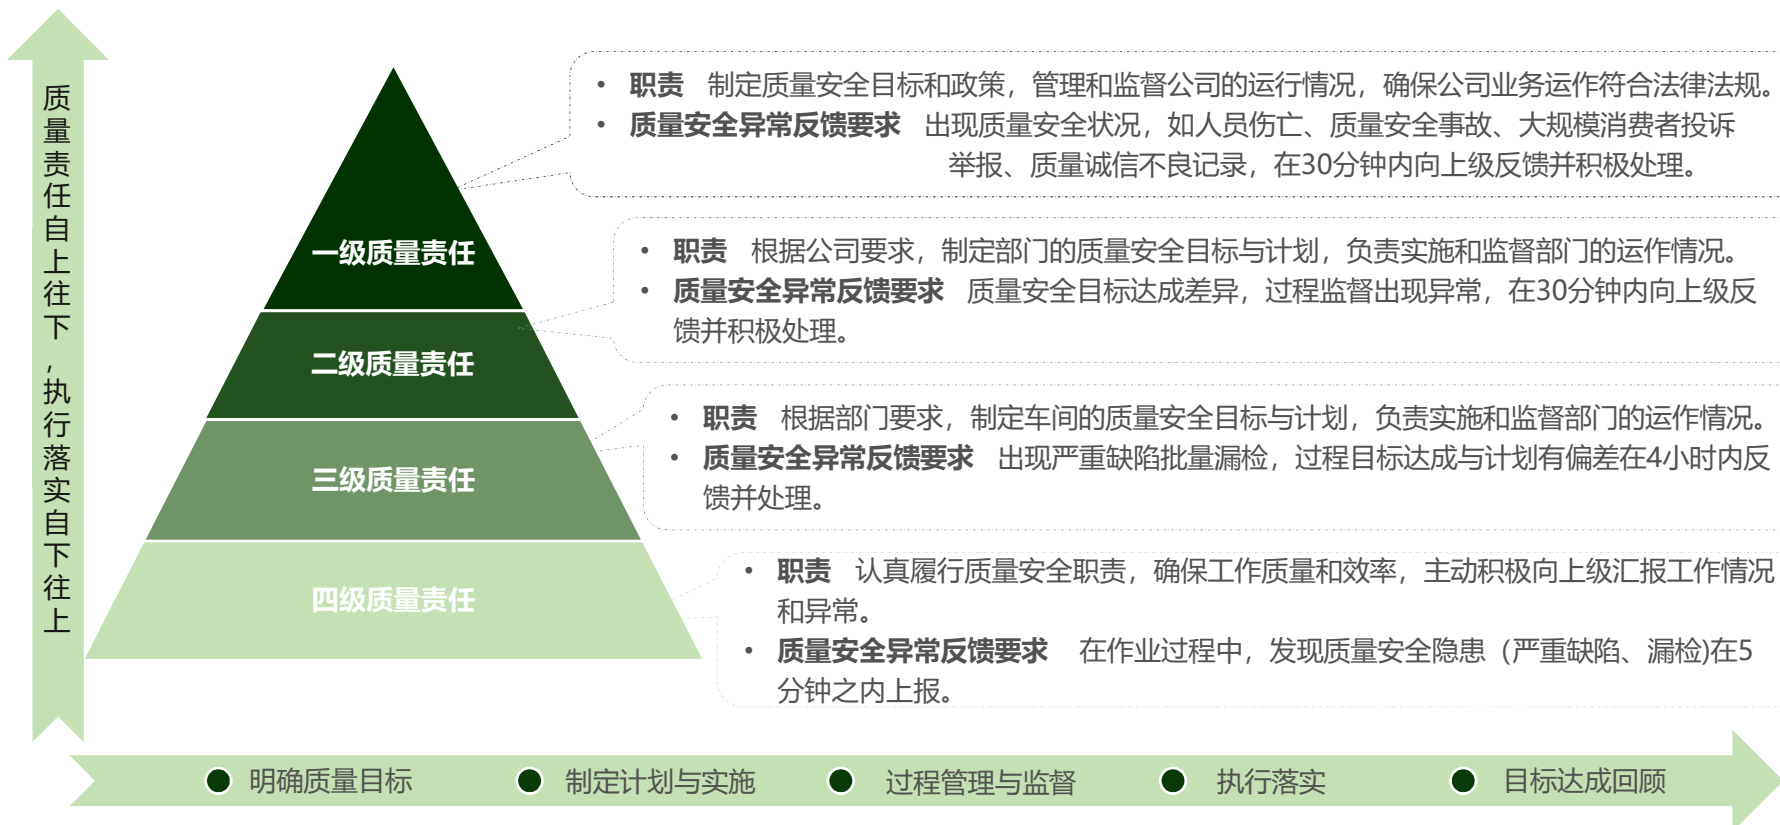 质量责任自上往下,执行落实自下往上
• 职责 制定质量安全目标和政策，管理和监督公司的运行情况，确保公司业务运作符合法律法规。
• 质量安全异常反馈要求 出现质量安全状况，如人员伤亡、质量安全事故、大规模消费者投诉
举报、质量诚信不良记录，在30分钟内向上级反馈并积极处理。
一级质量责任
• 职责 根据公司要求，制定部门的质量安全目标与计划，负责实施和监督部门的运作情况。
• 质量安全异常反馈要求 质量安全目标达成差异，过程监督出现异常，在30分钟内向上级反
馈并积极处理。
二级质量责任
• 职责 根据部门要求，制定车间的质量安全目标与计划，负责实施和监督部门的运作情况。
• 质量安全异常反馈要求 出现严重缺陷批量漏检，过程目标达成与计划有偏差在4小时内反
馈并处理。
三级质量责任
• 职责 认真履行质量安全职责，确保工作质量和效率，主动积极向上级汇报工作情况
和异常。
• 质量安全异常反馈要求 在作业过程中，发现质量安全隐患（严重缺陷、漏检)在5
分钟之内上报。
四级质量责任
明确质量目标
制定计划与实施
过程管理与监督
执行落实
目标达成回顾